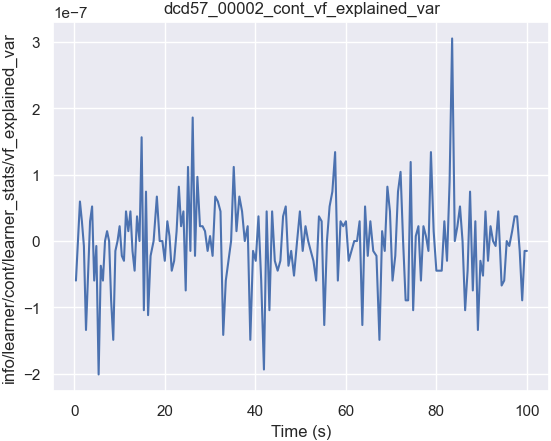 dcd57_00002_cont_vf_explained_var
1e−7
info/learner/cont/learner_stats/vf_explained_var
3
2
1
0
−1
−2
0 20 40 60 80 100
Time (s)